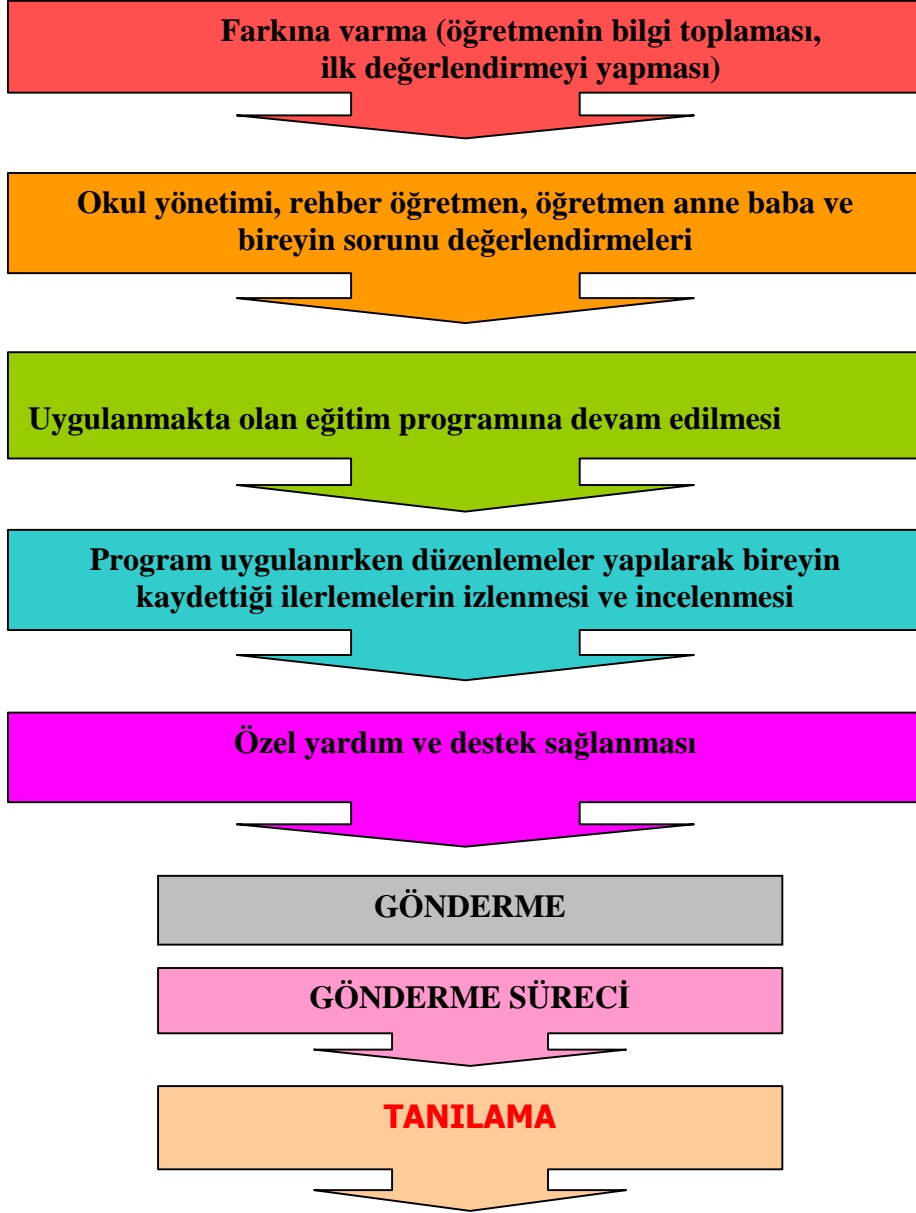 Farkına varma (öğretmenin bilgi toplaması,
ilk değerlendirmeyi yapması)
Okul yönetimi, rehber öğretmen, öğretmen anne baba ve
bireyin sorunu değerlendirmeleri
Uygulanmakta olan eğitim programına devam edilmesi
Program uygulanırken düzenlemeler yapılarak bireyin
kaydettiği ilerlemelerin izlenmesi ve incelenmesi
Özel yardım ve destek sağlanması
GÖNDERME
GÖNDERME SÜRECİ
TANILAMA